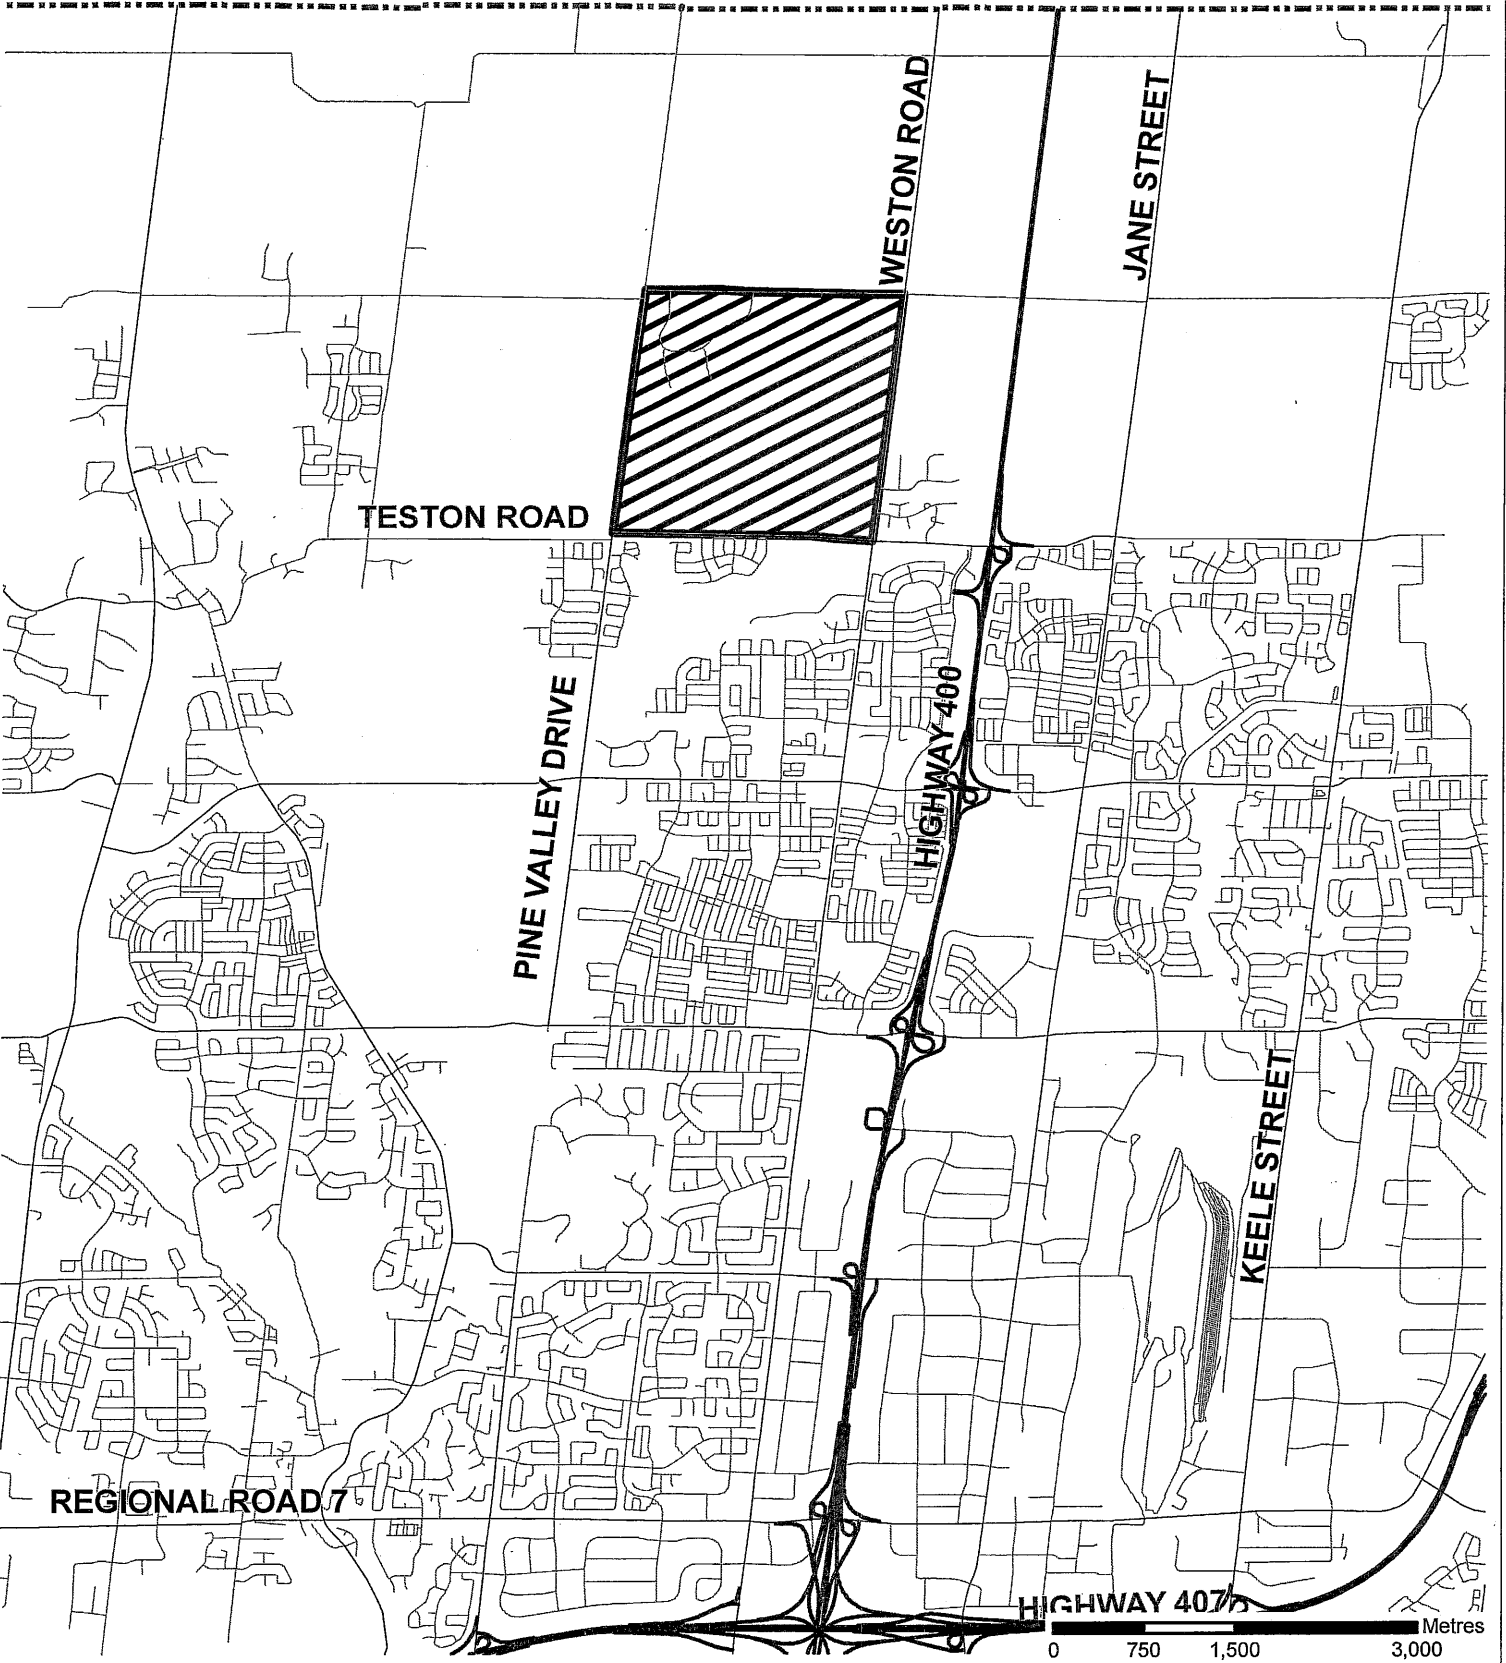 WESTON ROAD
JANE STREET
TESTON ROAD
PINE VALLEY DRIVE
HIGHWAY 400
KEELE STREET
REGIONAL ROAD 7
HIGHWAY 407
Metres
0 750 1,500 3,000